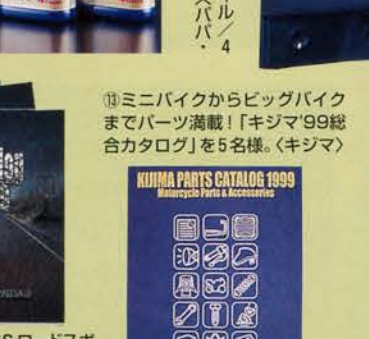 ル／4
〈パパ・
⑬ミニバイクからビッグバイク
までパーツ満載！「キジマ'99総
合カタログ」を5名様。〈キジマ〉
KIJIMA PARTS CATALOG 1999
Motorcycle Parts & Accessories
ロードスポ